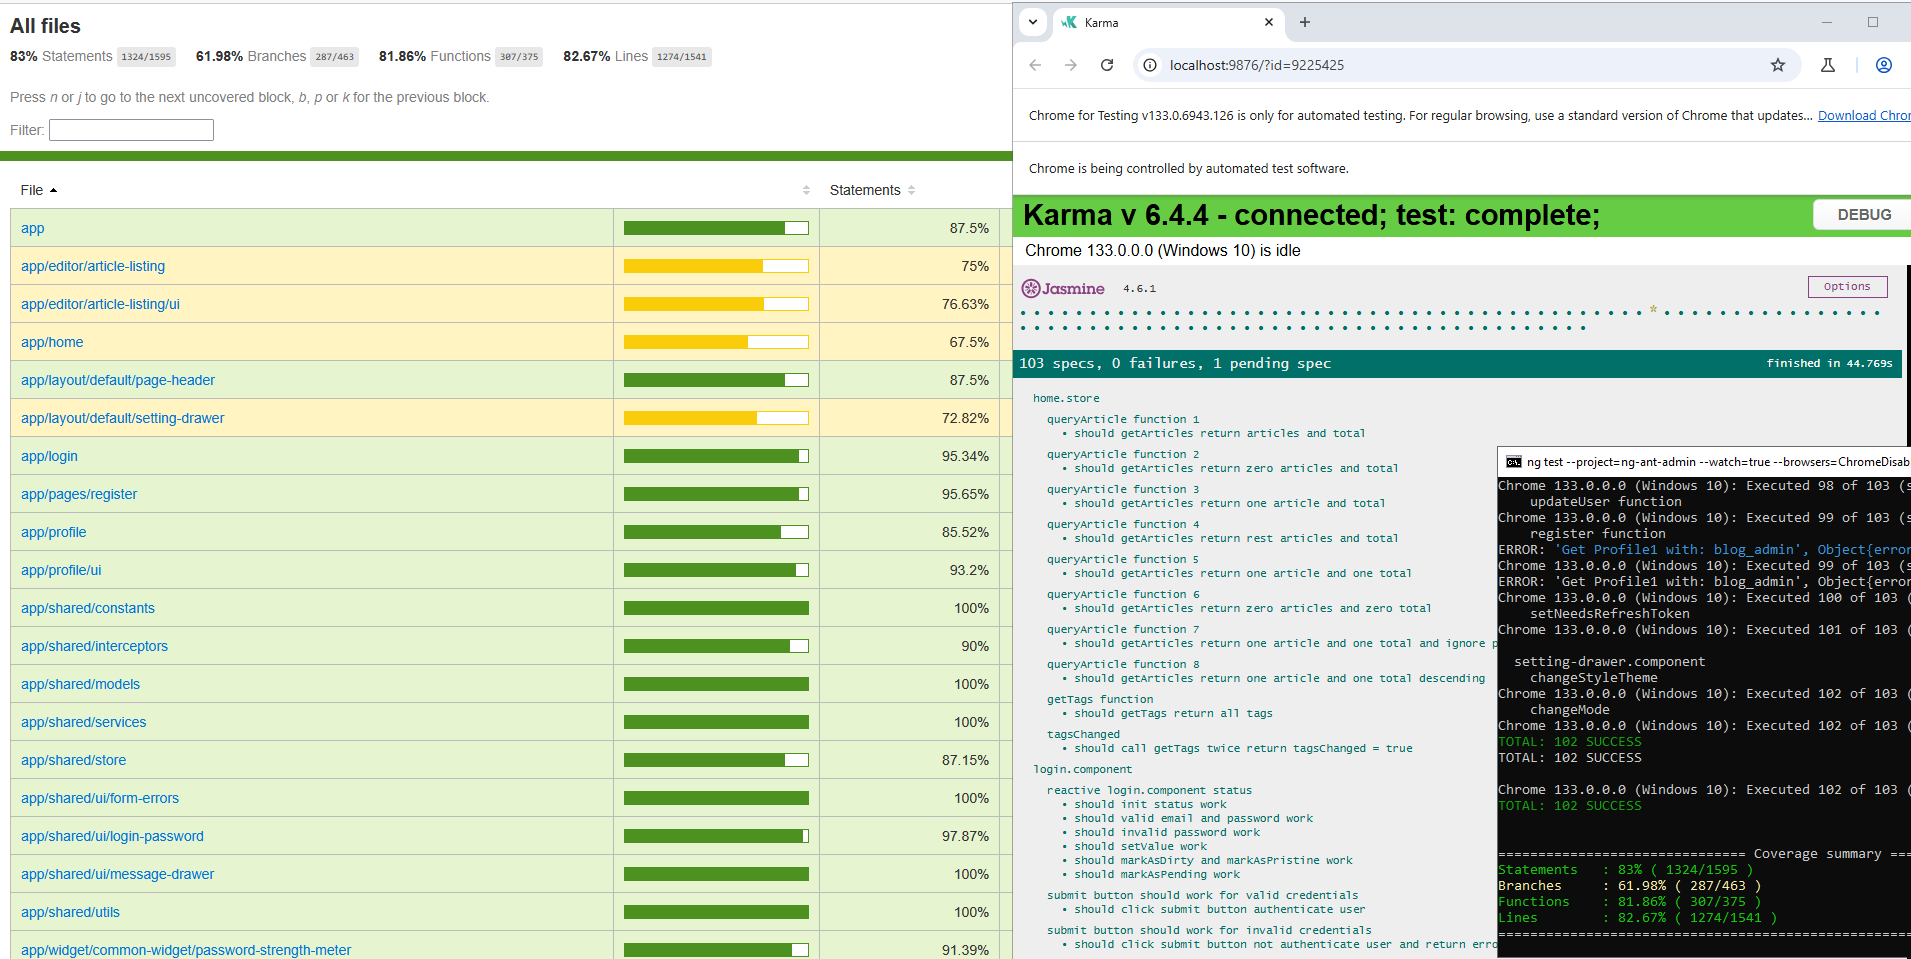 All files
83% Statements 1324/1595 61.98% Branches 287/463 81.86% Functions 307/375 82.67% Lines 1274/1541
Press n or j to go to the next uncovered block, b, p or k for the previous block.
Filter:
File Statements
app 87.5%
app/editor/article-listing 75%
app/editor/article-listing/ui 76.63%
app/home 67.5%
app/layout/default/page-header 87.5%
app/layout/default/setting-drawer 72.82%
app/login 95.34%
app/pages/register 95.65%
app/profile 85.52%
app/profile/ui 93.2%
app/shared/constants 100%
app/shared/interceptors 90%
app/shared/models 100%
app/shared/services 100%
app/shared/store 87.15%
app/shared/ui/form-errors 100%
app/shared/ui/login-password 97.87%
app/shared/ui/message-drawer 100%
app/shared/utils 100%
app/widget/common-widget/password-strength-meter 91.39%
Karma
localhost:9876/?id=9225425
Chrome for Testing v133.0.6943.126 is only for automated testing. For regular browsing, use a standard version of Chrome that updates... Download Chro
Chrome is being controlled by automated test software.
Karma v 6.4.4 - connected; test: complete;
DEBUG
Chrome 133.0.0.0 (Windows 10) is idle
Jasmine 4.6.1
Options
103 specs, 0 failures, 1 pending spec
finished in 44.769s
home.store
queryArticle function 1
• should getArticles return articles and total
queryArticle function 2
• should getArticles return zero articles and total
queryArticle function 3
• should getArticles return one article and total
queryArticle function 4
• should getArticles return rest articles and total
queryArticle function 5
• should getArticles return one article and one total
queryArticle function 6
• should getArticles return zero articles and zero total
queryArticle function 7
• should getArticles return one article and one total and ignore p
queryArticle function 8
• should getArticles return one article and one total descending
getTags function
• should getTags return all tags
tagsChanged
• should call getTags twice return tagsChanged = true
login.component
reactive login.component status
• should init status work
• should valid email and password work
• should invalid password work
• should setValue work
• should markAsDirty and markAsPristine work
• should markAsPending work
submit button should work for valid credentials
• should click submit button authenticate user
submit button should work for invalid credentials
• should click submit button not authenticate user and return erro
ng test --project=ng-ant-admin --watch=true --browsers=ChromeDisab
Chrome 133.0.0.0 (Windows 10): Executed 98 of 103 (s
updateUser function
Chrome 133.0.0.0 (Windows 10): Executed 99 of 103 (s
register function
ERROR: 'Get Profile1 with: blog_admin', Object{error
Chrome 133.0.0.0 (Windows 10): Executed 99 of 103 (s
ERROR: 'Get Profile1 with: blog_admin', Object{error
Chrome 133.0.0.0 (Windows 10): Executed 100 of 103 (
setNeedsRefreshToken
Chrome 133.0.0.0 (Windows 10): Executed 101 of 103 (
setting-drawer.component
changeStyleTheme
Chrome 133.0.0.0 (Windows 10): Executed 102 of 103 (
changeMode
Chrome 133.0.0.0 (Windows 10): Executed 102 of 103 (
TOTAL: 102 SUCCESS
TOTAL: 102 SUCCESS
Chrome 133.0.0.0 (Windows 10): Executed 102 of 103 (
TOTAL: 102 SUCCESS
=============================== Coverage summary ===
Statements : 83% ( 1324/1595 )
Branches : 61.98% ( 287/463 )
Functions : 81.86% ( 307/375 )
Lines : 82.67% ( 1274/1541 )
====================================================